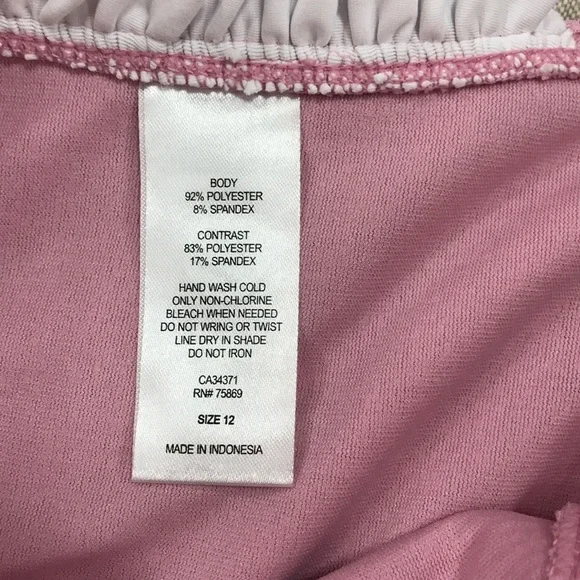 BODY
92% POLYESTER
8% SPANDEX
CONTRAST
83% POLYESTER
17% SPANDEX
HAND WASH COLD
ONLY NON-CHLORINE
BLEACH WHEN NEEDED
DO NOT WRING OR TWIST
LINE DRY IN SHADE
DO NOT IRON
CA34371
RN# 75869
SIZE 12
MADE IN INDONESIA